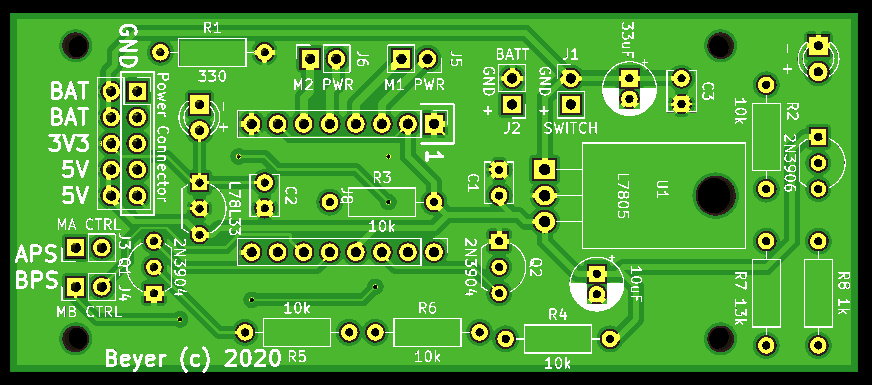 GND
R1
330
BAT
BAT
3V3
5V
5V
Power Connector
-
+
J6
M2 PWR
J5
M1 PWR
BATT
GND
+
J2
J1
GND
+
SWITCH
33uF
+
C3
-
+
R2
10k
2N3906
1
L78L33
C2
J8
R3
10k
C1
L7805
U1
MA CTRL
APS
J3
BPS
J4
MB CTRL
Q1
2N3904
2N3904
Q2
+
10uF
R7 13k
R8 1k
10k
R5
R6
10k
R4
10k
Beyer (c) 2020